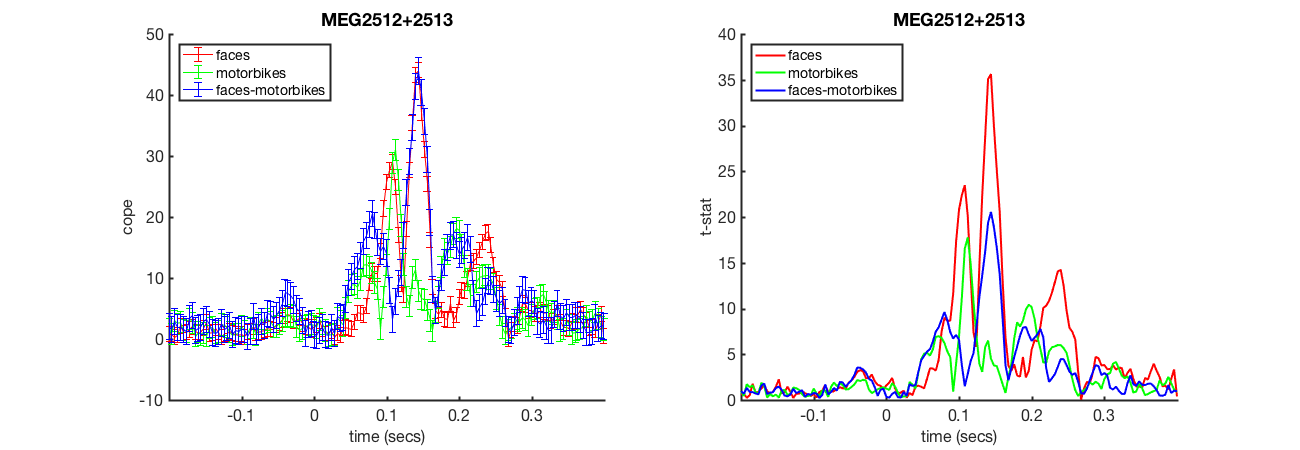 MEG2512+2513
50
40
30
20
10
0
-10
cope
faces
motorbikes
faces-motorbikes
-0.1
0
0.1
0.2
0.3
time (secs)
MEG2512+2513
40
35
30
25
20
15
10
5
0
t-stat
faces
motorbikes
faces-motorbikes
-0.1
0
0.1
0.2
0.3
time (secs)